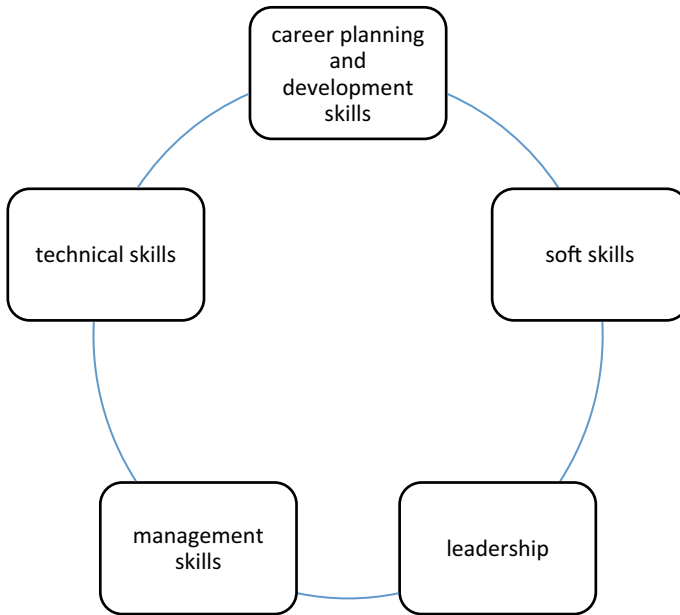 career planning
and
development
skills
technical skills
soft skills
management
skills
leadership